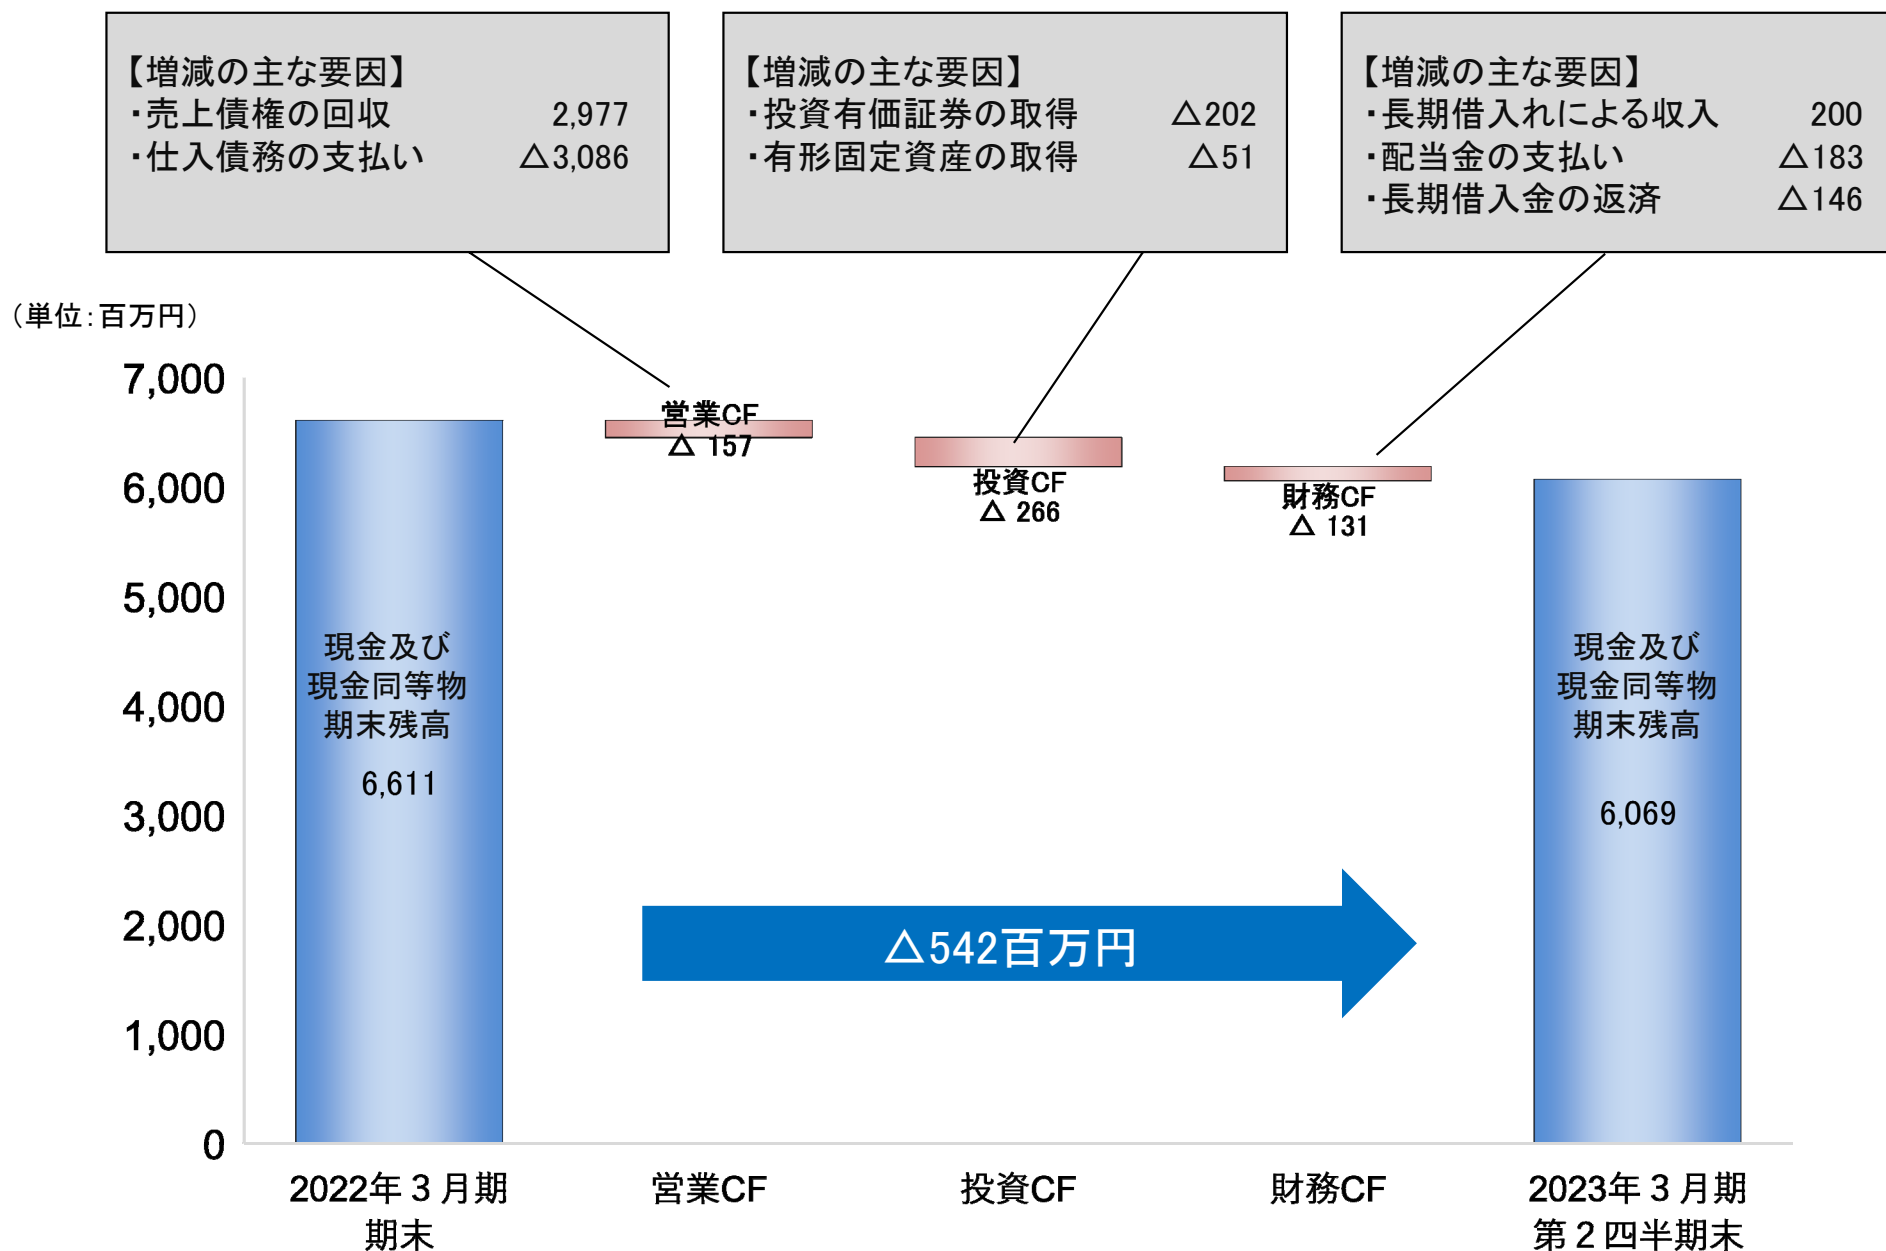 【増減の主な要因】
・売上債権の回収 2,977
・仕入債務の支払い △3,086
【増減の主な要因】
・投資有価証券の取得 △202
・有形固定資産の取得 △51
【増減の主な要因】
・長期借入れによる収入 200
・配当金の支払い △183
・長期借入金の返済 △146
（単位：百万円）
7,000
6,000
5,000
4,000
3,000
2,000
1,000
0
営業CF
△ 157
投資CF
△ 266
財務CF
△ 131
現金及び
現金同等物
期末残高
6,611
現金及び
現金同等物
期末残高
6,069
△542百万円
2022年３月期
期末
営業CF
投資CF
財務CF
2023年３月期
第２四半期末